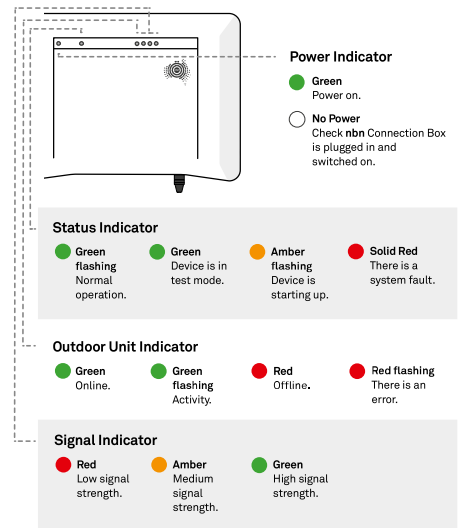 Power Indicator
Green
Power on.
No Power
Check nbn Connection Box
is plugged in and
switched on.
Status Indicator
Green
flashing
Normal
operation.
Green
Device is in
test mode.
Amber
flashing
Device is
starting up.
Solid Red
There is a
system fault.
Outdoor Unit Indicator
Green
Online.
Green
flashing
Activity.
Red
Offline.
Red flashing
There is an
error.
Signal Indicator
Red
Low signal
strength.
Amber
Medium
signal
strength.
Green
High signal
strength.